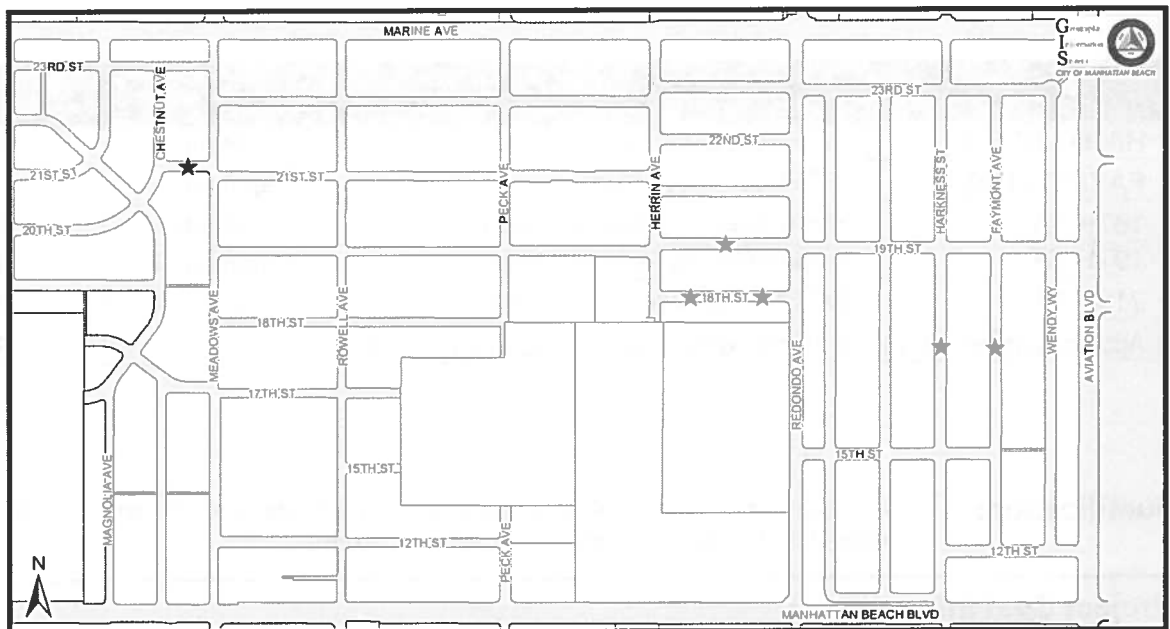 MARINE AVE
G
I
S
CITY OF MANHATTAN BEACH
23RD ST
CHESTNUT AVE
23RD ST
22ND ST
21ST ST
21ST ST
PECK AVE
HERRIN AVE
HARKNESS ST
FAYMONT AVE
20TH ST
19TH ST
18TH ST
MEADOWS AVE
18TH ST
ROWELL AVE
REDONDO AVE
WENDY WY
AVIATION BLVD
17TH ST
15TH ST
15TH ST
MAGNOLIA AVE
12TH ST
PECK AVE
12TH ST
N
MANHATTAN BEACH BLVD